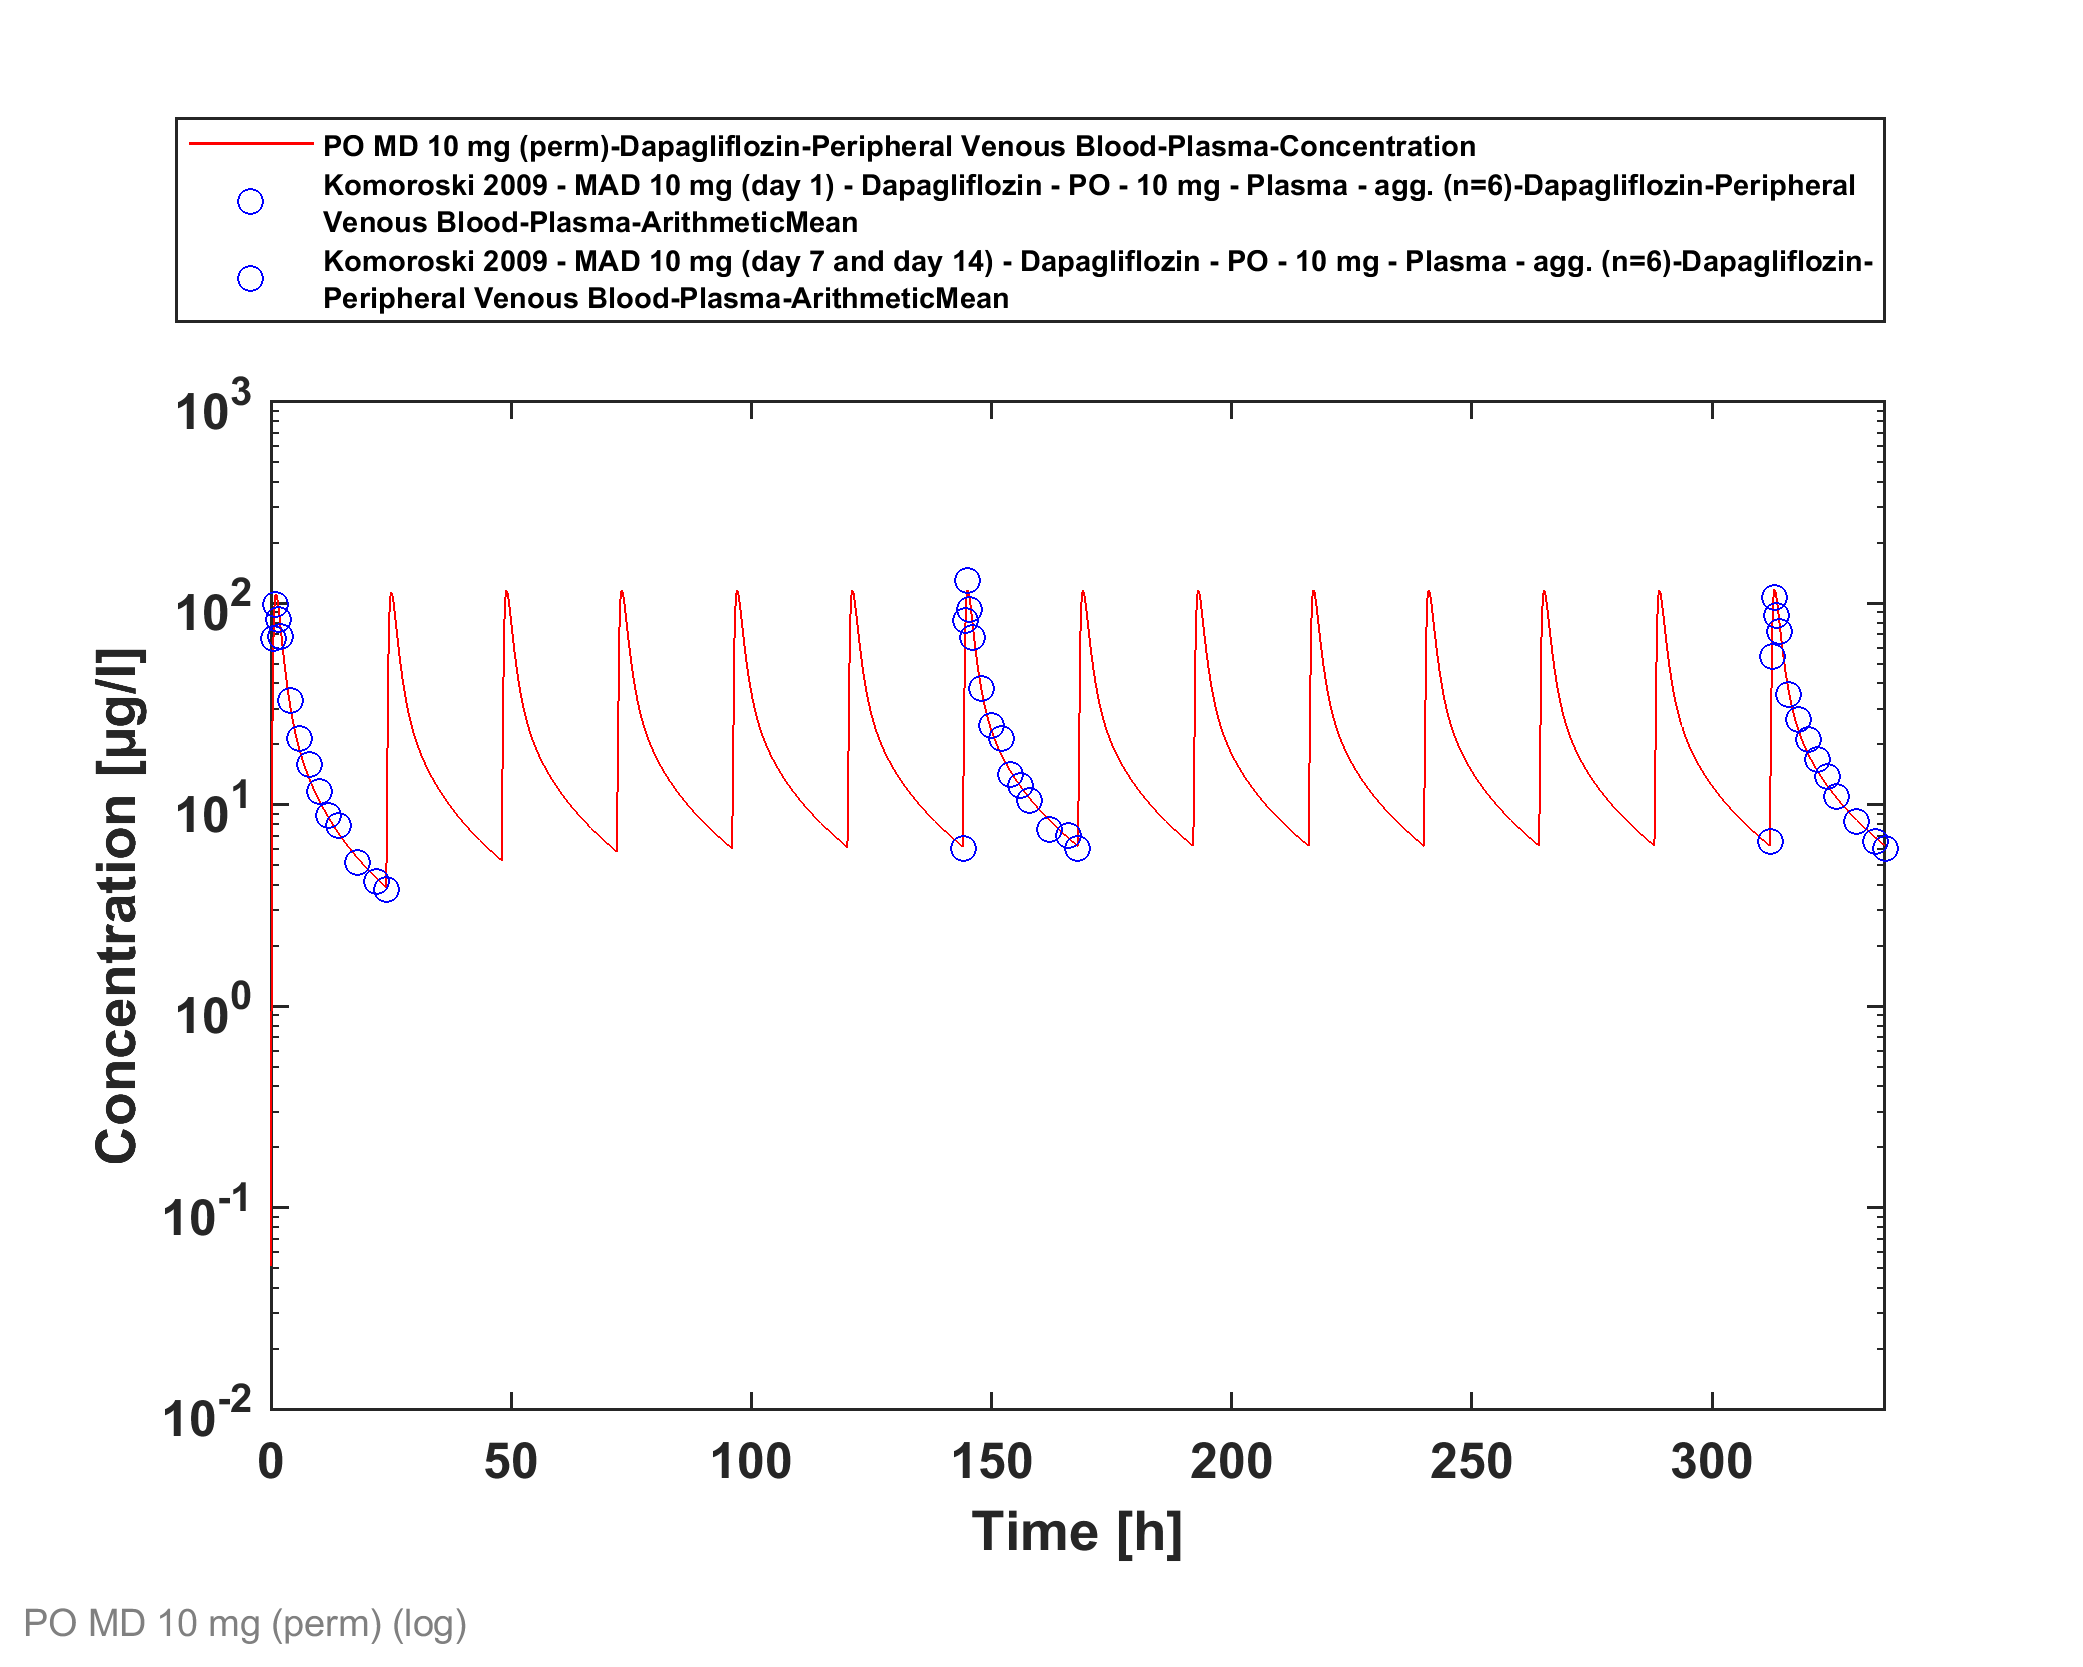 PO MD 10 mg (perm)-Dapagliflozin-Peripheral Venous Blood-Plasma-Concentration
Komoroski 2009 - MAD 10 mg (day 1) - Dapagliflozin - PO - 10 mg - Plasma - agg. (n=6)-Dapagliflozin-Peripheral
Venous Blood-Plasma-ArithmeticMean
Komoroski 2009 - MAD 10 mg (day 7 and day 14) - Dapagliflozin - PO - 10 mg - Plasma - agg. (n=6)-Dapagliflozin-
Peripheral Venous Blood-Plasma-ArithmeticMean
10^3
10^2
10^1
10^0
10^-1
10^-2
Concentration [µg/l]
0 50 100 150 200 250 300
Time [h]
PO MD 10 mg (perm) (log)